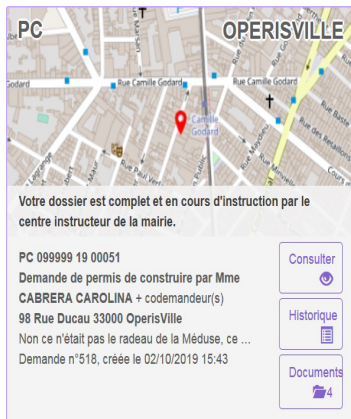 PC
OPERISVILLE
Rue Camille Godard
Rue Camille Godard
Camille
Godard
Votre dossier est complet et en cours d'instruction par le
centre instructeur de la mairie.
PC 099999 19 00051
Demande de permis de construire par Mme
CABRERA CAROLINA + codemandeur(s)
98 Rue Ducau 33000 OperisVille
Non ce n'était pas le radeau de la Méduse, ce ...
Demande n°518, créée le 02/10/2019 15:43
Consulter
Historique
Documents
4